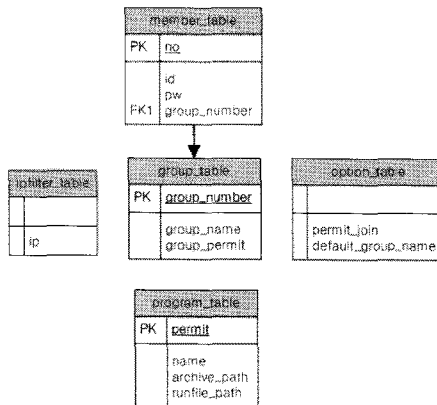 member_table
PK no
id
pw
FK1 group_number
group_table
PK group_number
group_name
group_permit
ipfilter_table
ip
option_table
permit_join
default_group_name
program_table
PK permit
name
archive_path
runfile_path